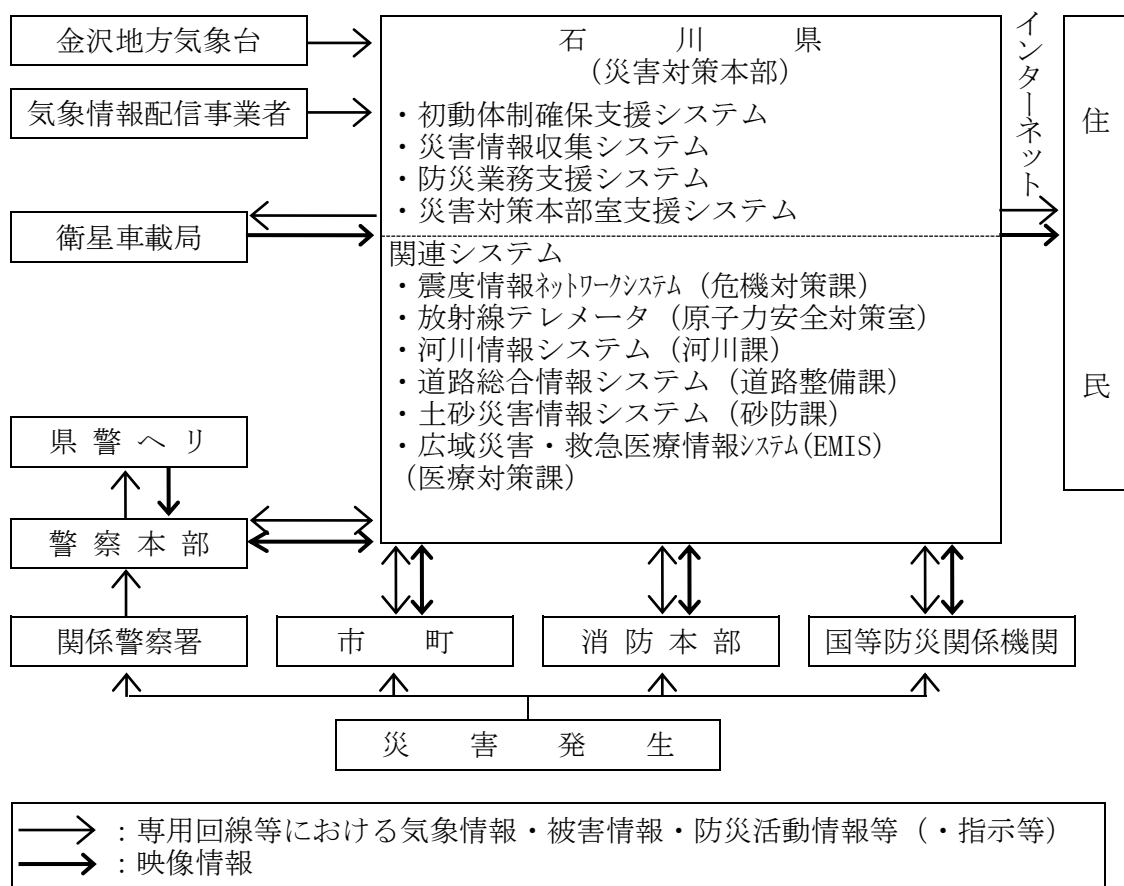 金沢地方気象台
気象情報配信事業者
衛星車載局
県警ヘリ
警察本部
関係警察署
石川県
(災害対策本部)
・初動体制確保支援システム
・災害情報収集システム
・防災業務支援システム
・災害対策本部室支援システム
関連システム
・震度情報ﾈｯﾄﾜｰｸｼｽﾃﾑ (危機対策課)
・放射線テレメータ (原子力安全対策室)
・河川情報システム (河川課)
・道路総合情報システム (道路整備課)
・土砂災害情報システム (砂防課)
・広域災害・救急医療情報ｼｽﾃﾑ(EMIS)
(医療対策課)
インターネット
住民
市町
消防本部
国等防災関係機関
災害発生
：専用回線等における気象情報・被害情報・防災活動情報等 (・指示等)
：映像情報